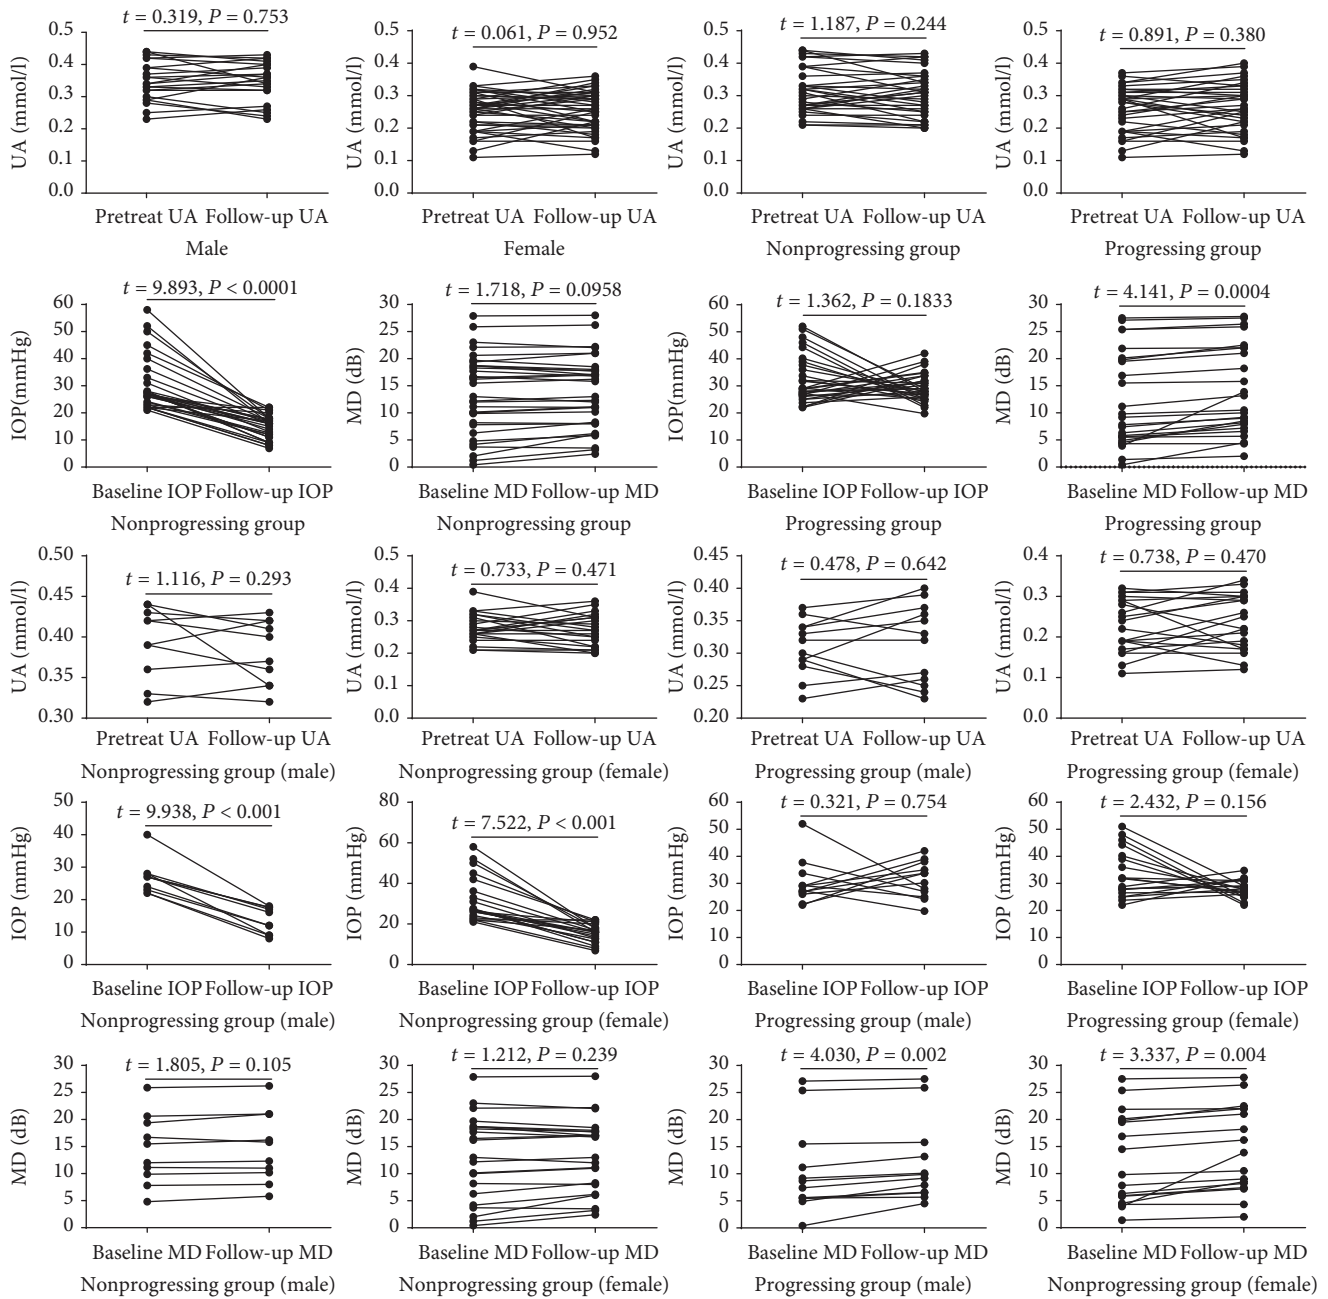 t = 0.319, P = 0.753
UA (mmol/l)
0.5
0.4
0.3
0.2
0.1
0.0
Pretreat UA Follow-up UA
Male
t = 0.061, P = 0.952
UA (mmol/l)
0.5
0.4
0.3
0.2
0.1
0.0
Pretreat UA Follow-up UA
Female
t = 1.187, P = 0.244
UA (mmol/l)
0.5
0.4
0.3
0.2
0.1
0.0
Pretreat UA Follow-up UA
Nonprogressing group
t = 0.891, P = 0.380
UA (mmol/l)
0.5
0.4
0.3
0.2
0.1
0.0
Pretreat UA Follow-up UA
Progressing group
t = 9.893, P < 0.0001
IOP(mmHg)
60
50
40
30
20
10
0
Baseline IOP Follow-up IOP
Nonprogressing group
t = 1.718, P = 0.0958
MD (dB)
30
25
20
15
10
5
0
Baseline MD Follow-up MD
Nonprogressing group
t = 1.362, P = 0.1833
IOP(mmHg)
60
50
40
30
20
10
0
Baseline IOP Follow-up IOP
Progressing group
t = 4.141, P = 0.0004
MD (dB)
30
25
20
15
10
5
0
Baseline MD Follow-up MD
Progressing group
t = 1.116, P = 0.293
UA (mmol/l)
0.50
0.45
0.40
0.35
0.30
Pretreat UA Follow-up UA
Nonprogressing group (male)
t = 0.733, P = 0.471
UA (mmol/l)
0.5
0.4
0.3
0.2
0.1
0.0
Pretreat UA Follow-up UA
Nonprogressing group (female)
t = 0.478, P = 0.642
UA (mmol/l)
0.45
0.40
0.35
0.30
0.25
0.20
Pretreat UA Follow-up UA
Progressing group (male)
t = 0.738, P = 0.470
UA (mmol/l)
0.4
0.3
0.2
0.1
0.0
Pretreat UA Follow-up UA
Progressing group (female)
t = 9.938, P < 0.001
IOP (mmHg)
50
40
30
20
10
0
Baseline IOP Follow-up IOP
Nonprogressing group (male)
t = 7.522, P < 0.001
IOP (mmHg)
80
60
40
20
0
Baseline IOP Follow-up IOP
Nonprogressing group (female)
t = 0.321, P = 0.754
IOP (mmHg)
60
50
40
30
20
10
0
Baseline IOP Follow-up IOP
Progressing group (male)
t = 2.432, P = 0.156
IOP (mmHg)
60
50
40
30
20
10
0
Baseline IOP Follow-up IOP
Progressing group (female)
t = 1.805, P = 0.105
MD (dB)
30
25
20
15
10
5
0
Baseline MD Follow-up MD
Nonprogressing group (male)
t = 1.212, P = 0.239
MD (dB)
30
25
20
15
10
5
0
Baseline MD Follow-up MD
Nonprogressing group (female)
t = 4.030, P = 0.002
MD (dB)
30
25
20
15
10
5
0
Baseline MD Follow-up MD
Progressing group (male)
t = 3.337, P = 0.004
MD (dB)
30
25
20
15
10
5
0
Baseline MD Follow-up MD
Nonprogressing group (female)